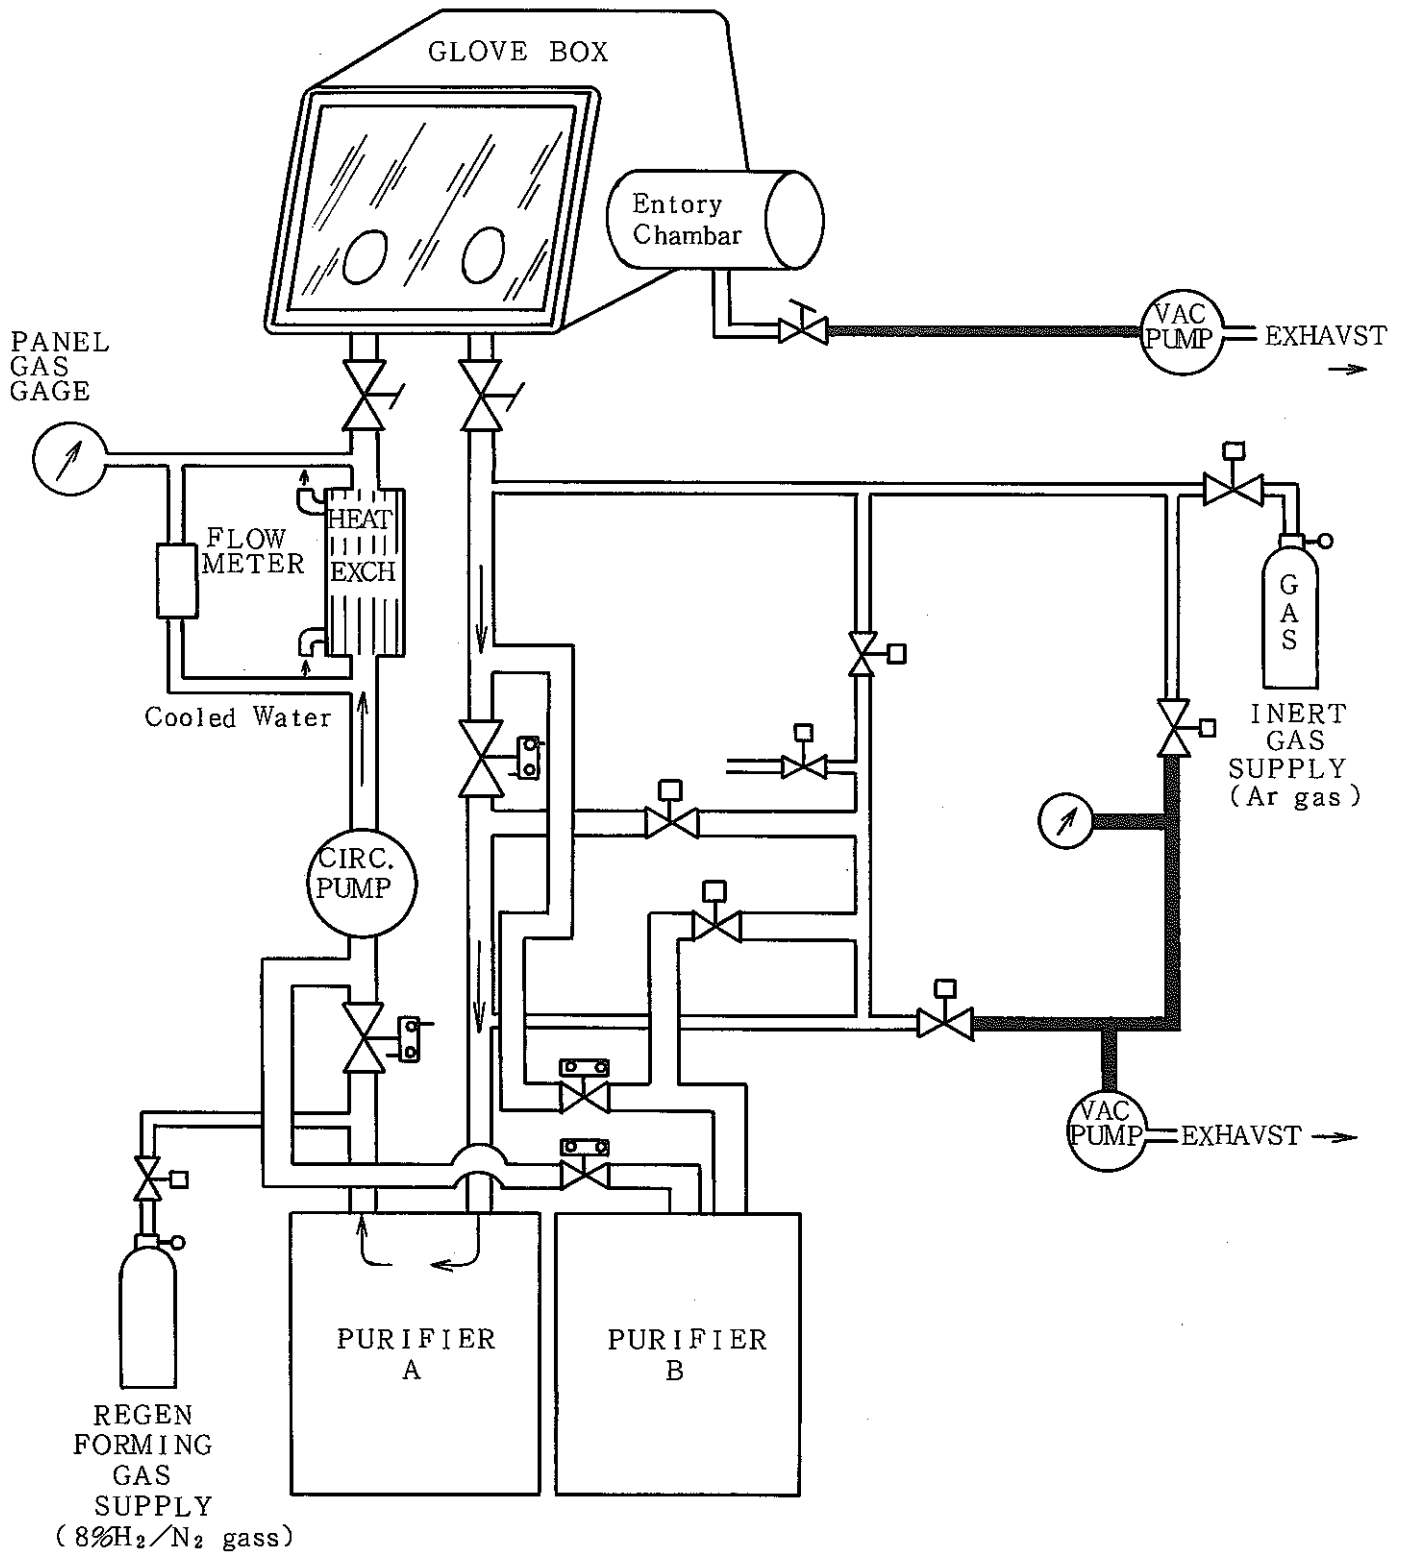 GLOVE BOX
Entory
Chambar
VAC
PUMP
EXHAVST
PANEL
GAS
GAGE
HEAT
EXCH
FLOW
METER
GAS
INERT
GAS
SUPPLY
(Ar gas)
Cooled Water
CIRC.
PUMP
VAC
PUMP
EXHAVST
PURIFIER
A
PURIFIER
B
REGEN
FORMING
GAS
SUPPLY
(8%H₂/N₂ gass)